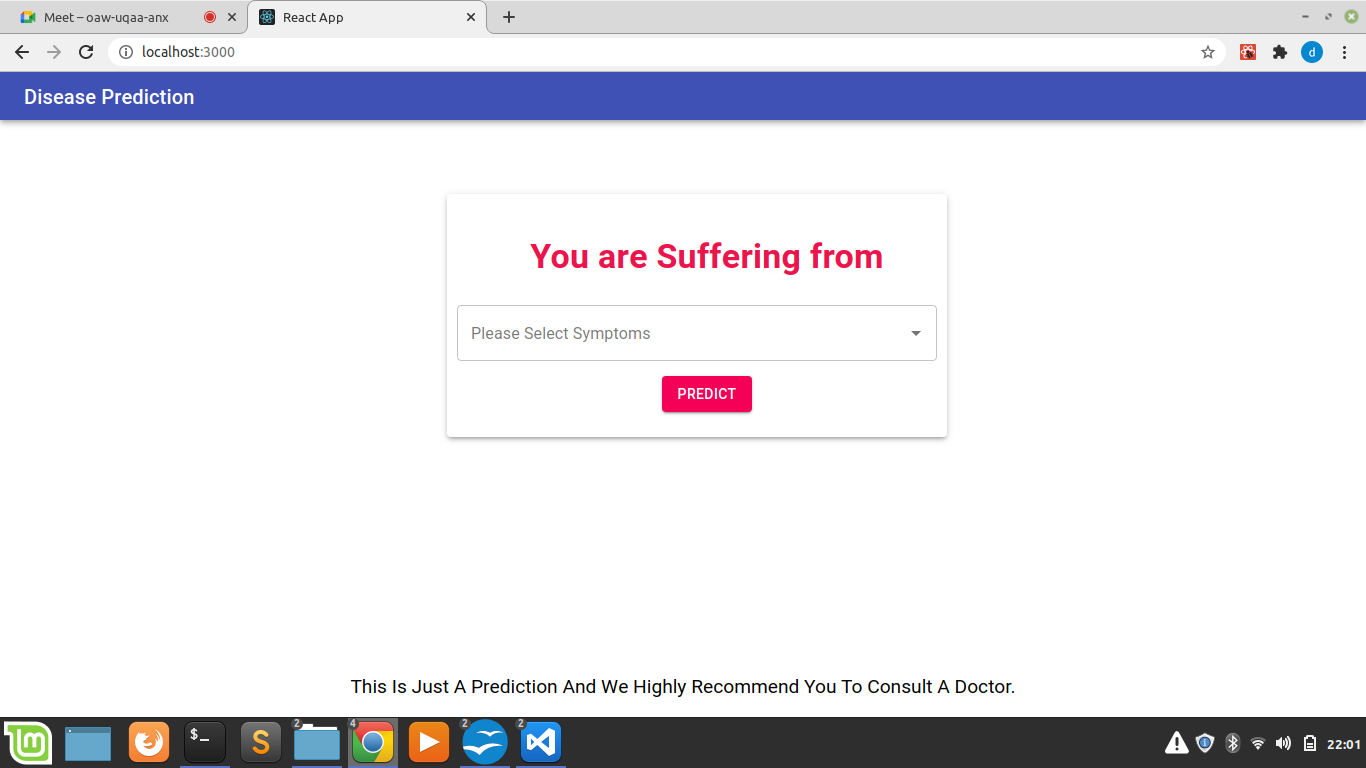 Meet – oaw-uqaa-anx
React App
localhost:3000
d
Disease Prediction
You are Suffering from
Please Select Symptoms
PREDICT
This Is Just A Prediction And We Highly Recommend You To Consult A Doctor.
$_
S
2
4
2
2
22:01